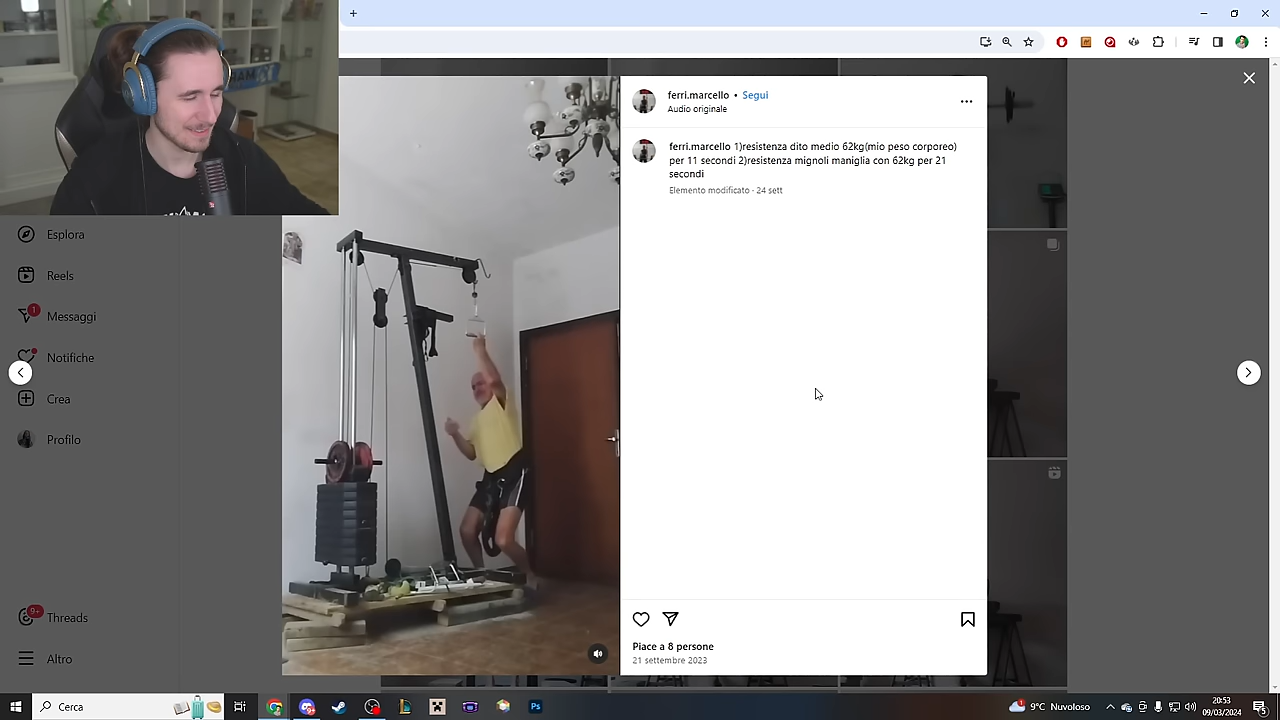 ferri.marcello • Segui
Audio originale
ferri.marcello 1)resistenza dito medio 62kg(mio peso corporeo)
per 11 secondi 2)resistenza mignoli maniglia con 62kg per 21
secondi
Elemento modificato · 24 sett
Esplora
Reels
1
Messaggi
Notifiche
Crea
Profilo
9+
Threads
Altro
Piace a 8 persone
21 settembre 2023
Cerca
9°C Nuvoloso
20:53
09/03/2024